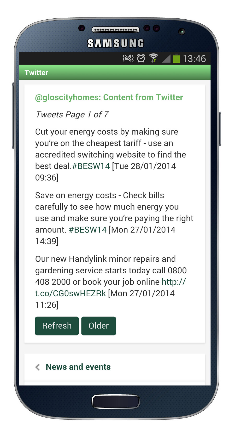 SAMSUNG
13:46
Twitter
@gloscityhomes: Content from Twitter
Tweets Page 1 of 7
Cut your energy costs by making sure
you're on the cheapest tariff - use an
accredited switching website to find the
best deal.#BESW14 [Tue 28/01/2014
09:36]
Save on energy costs - Check bills
carefully to see how much energy you
use and make sure you're paying the right
amount. #BESW14 [Mon 27/01/2014
14:39]
Our new Handylink minor repairs and
gardening service starts today call 0800
408 2000 or book your job online http://
t.co/CG0swHEZRk [Mon 27/01/2014
11:26]
Refresh
Older
News and events